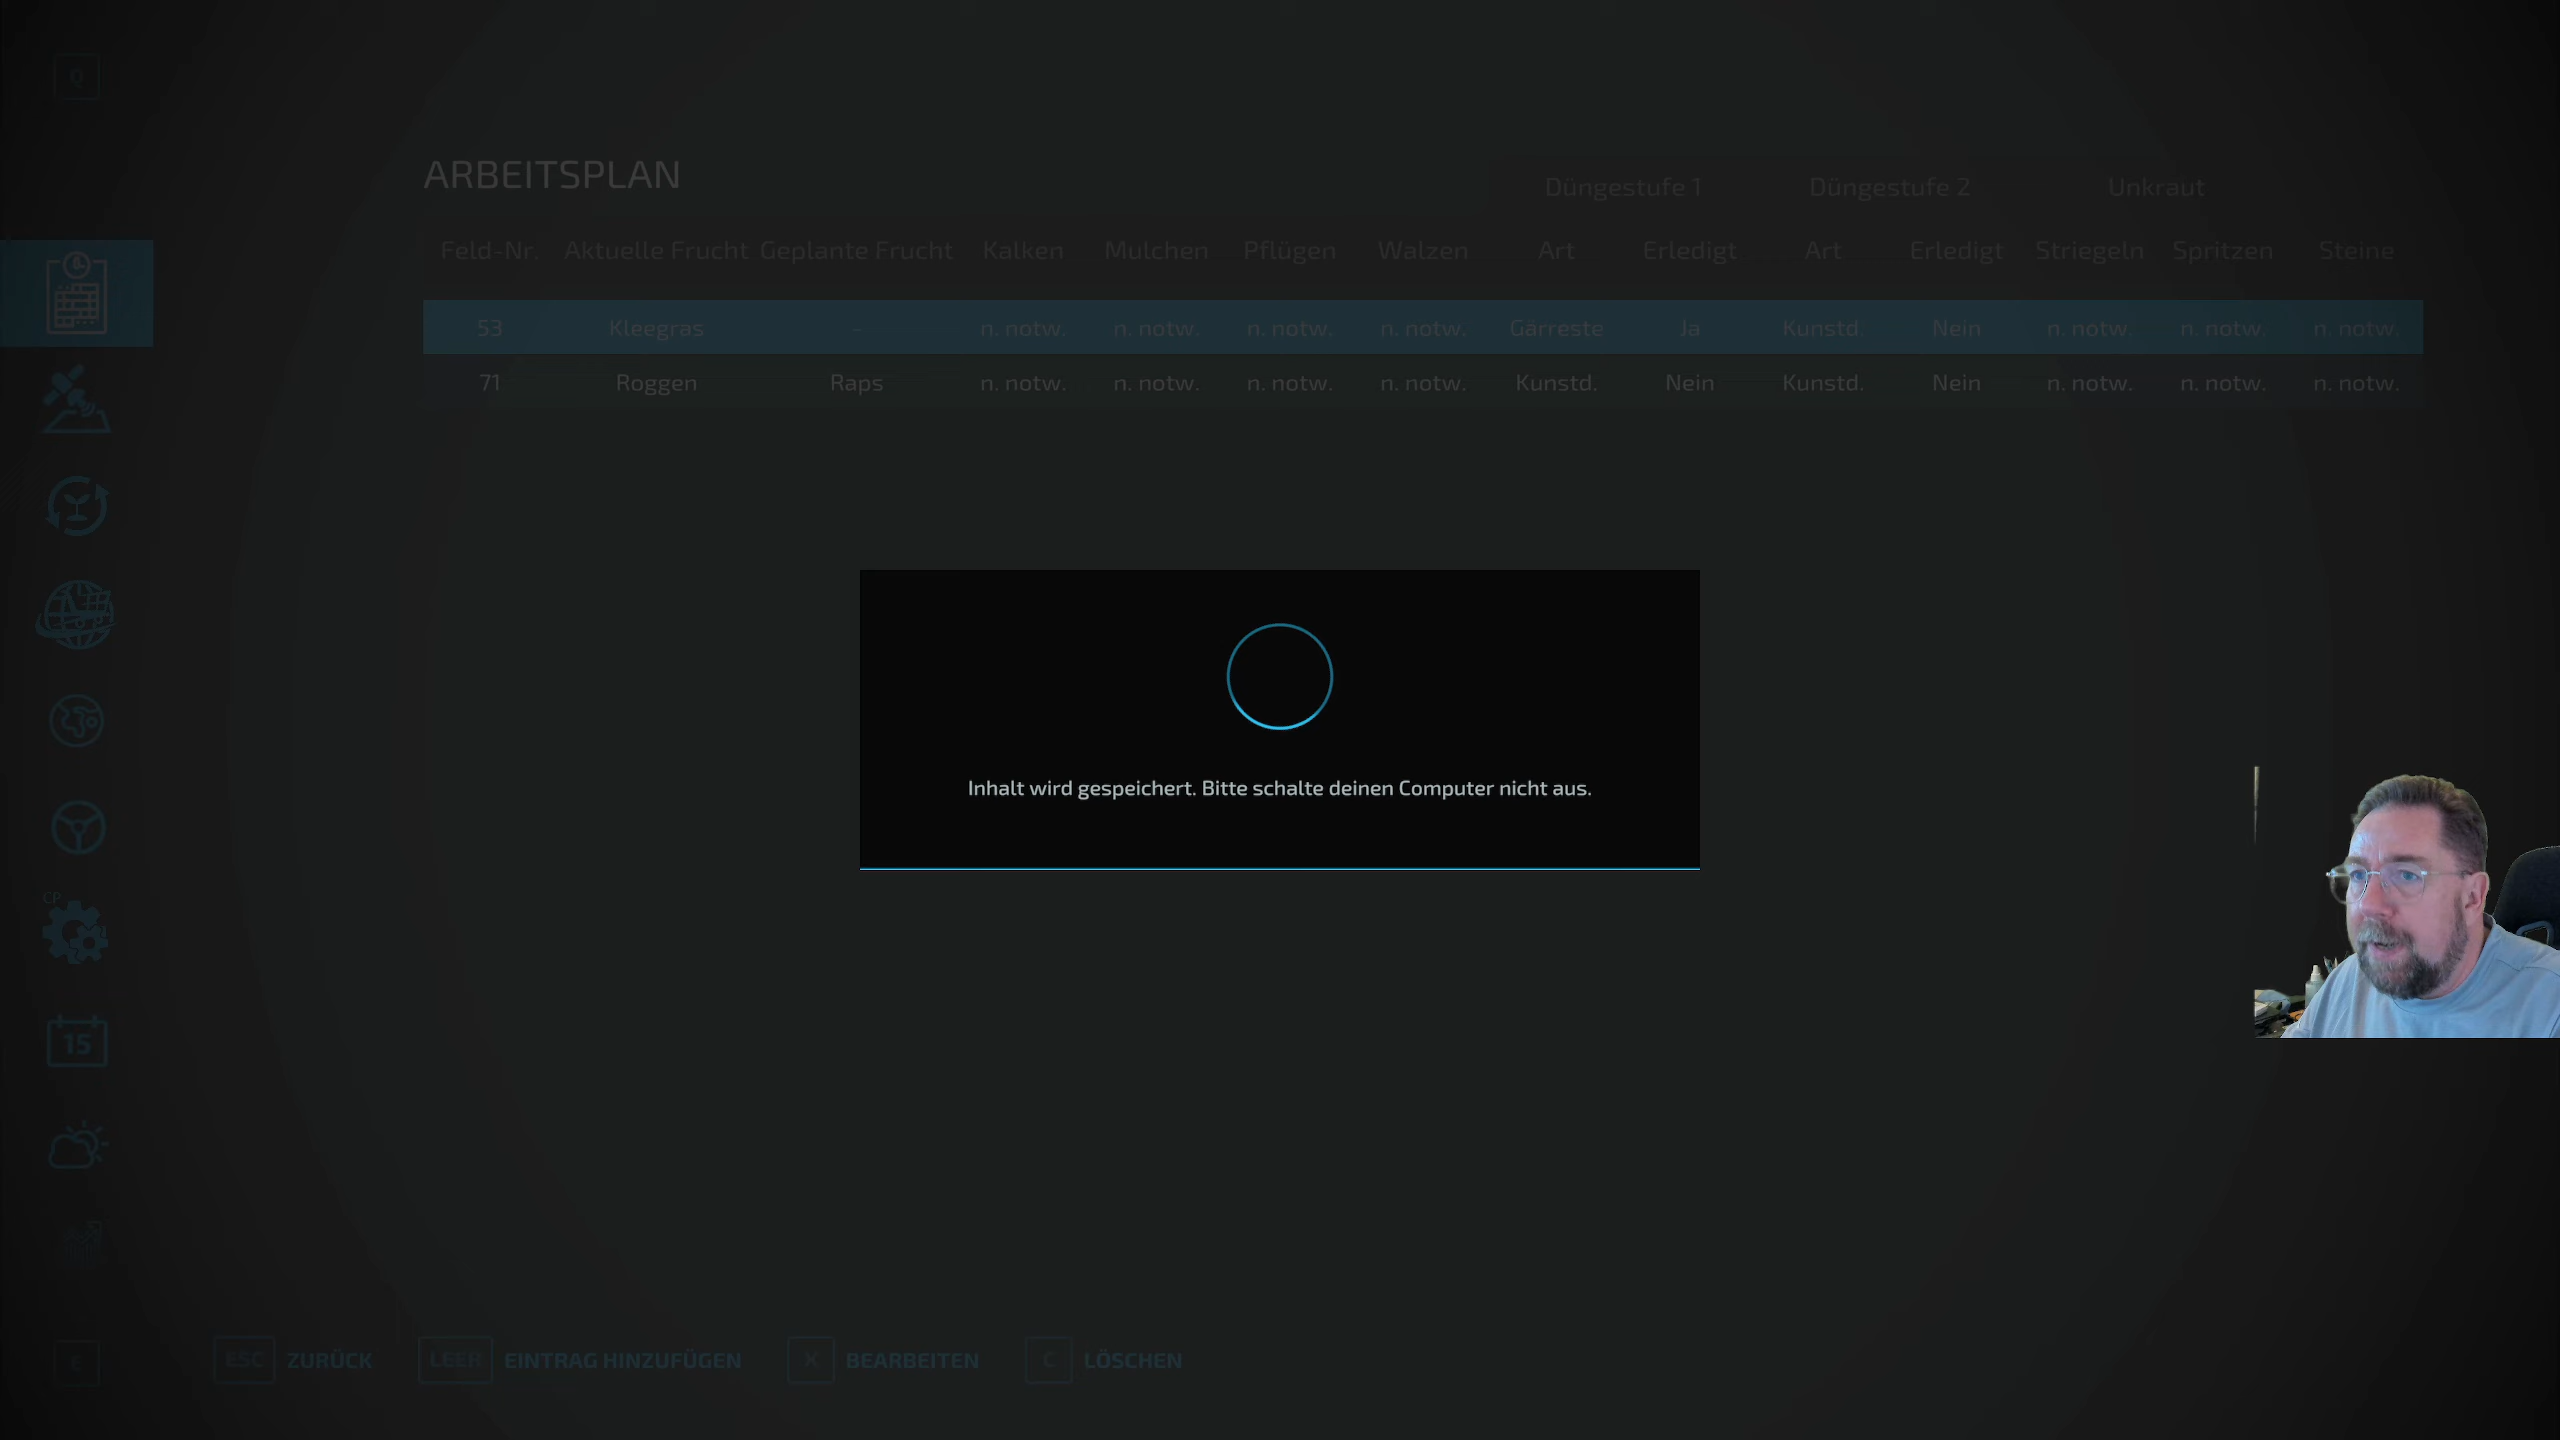 Q
ARBEITSPLAN
Düngestufe 1 Düngestufe 2 Unkraut
Feld-Nr. Aktuelle Frucht Geplante Frucht Kalken Mulchen Pflügen Walzen Art Erledigt Art Erledigt Striegeln Spritzen Steine
53 Kleegras - n. notw. n. notw. n. notw. n. notw. Gärreste Ja Kunstd. Nein n. notw. n. notw. n. notw.
71 Roggen Raps n. notw. n. notw. n. notw. n. notw. Kunstd. Nein Kunstd. Nein n. notw. n. notw. n. notw.
Inhalt wird gespeichert. Bitte schalte deinen Computer nicht aus.
CP
15
E ESC ZURÜCK LEER EINTRAG HINZUFÜGEN X BEARBEITEN C LÖSCHEN